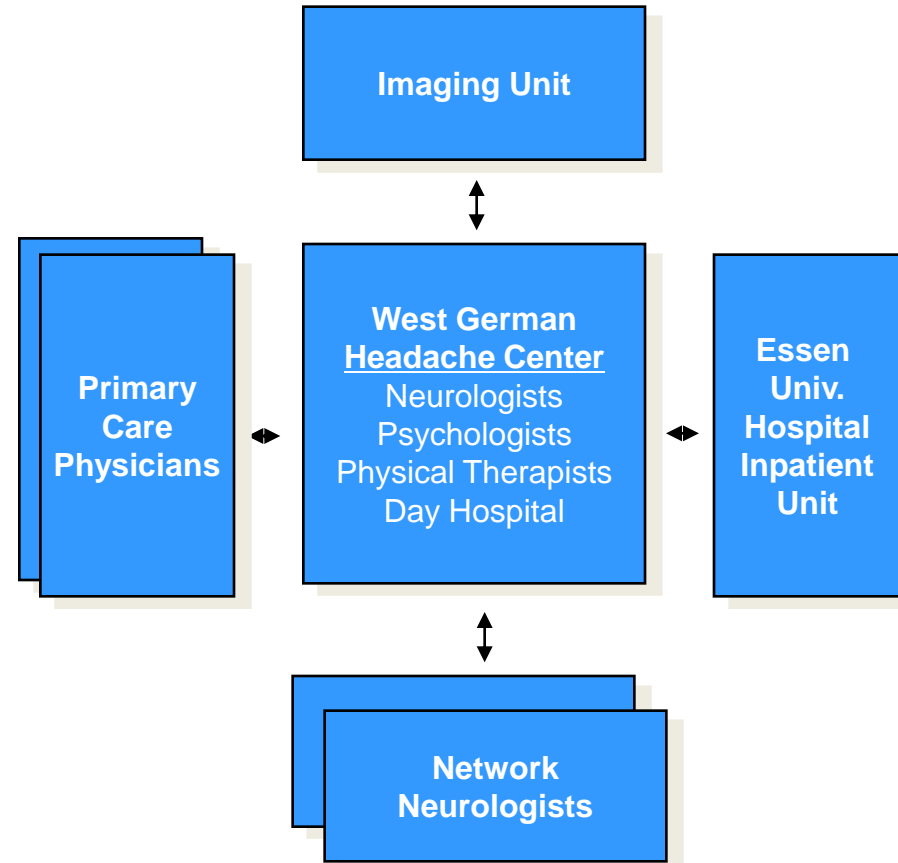 Imaging Unit
West German
Headache Center
Neurologists
Psychologists
Physical Therapists
Day Hospital
Primary
Care
Physicians
Essen
Univ.
Hospital
Inpatient
Unit
Network
Neurologists